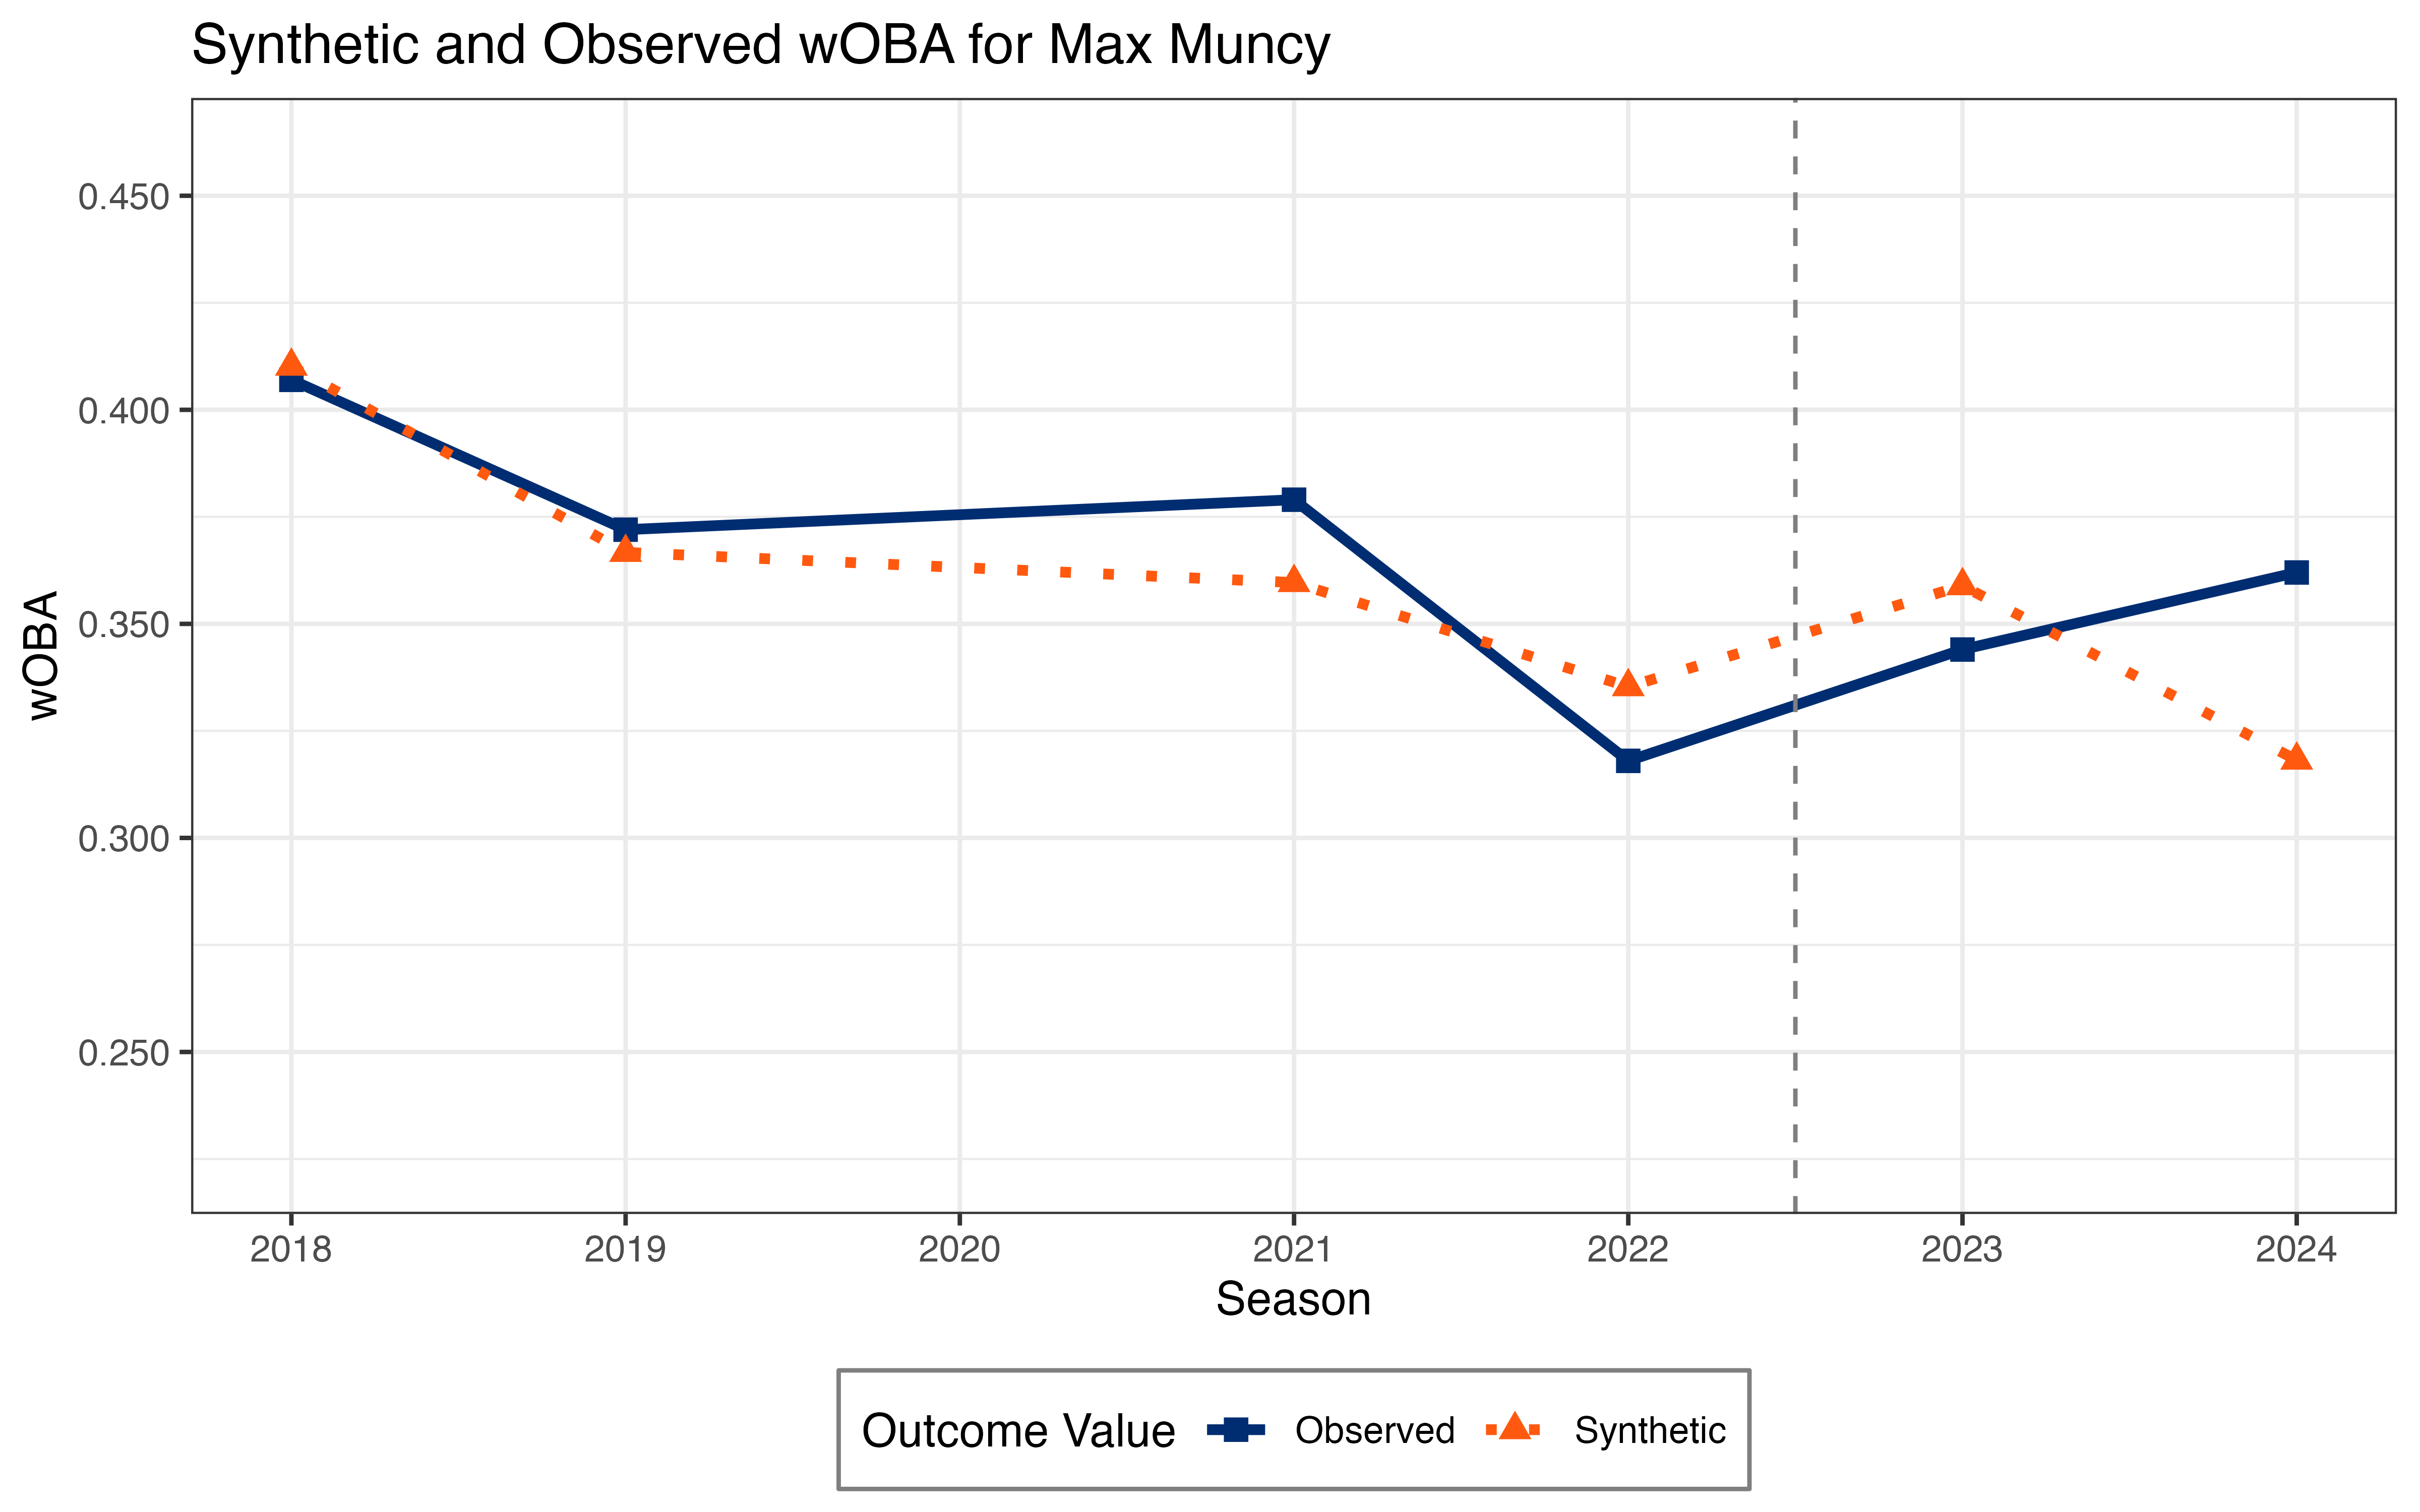 Synthetic and Observed wOBA for Max Muncy
wOBA
0.450
0.400
0.350
0.300
0.250
2018 2019 2020 2021 2022 2023 2024
Season
Outcome Value Observed Synthetic